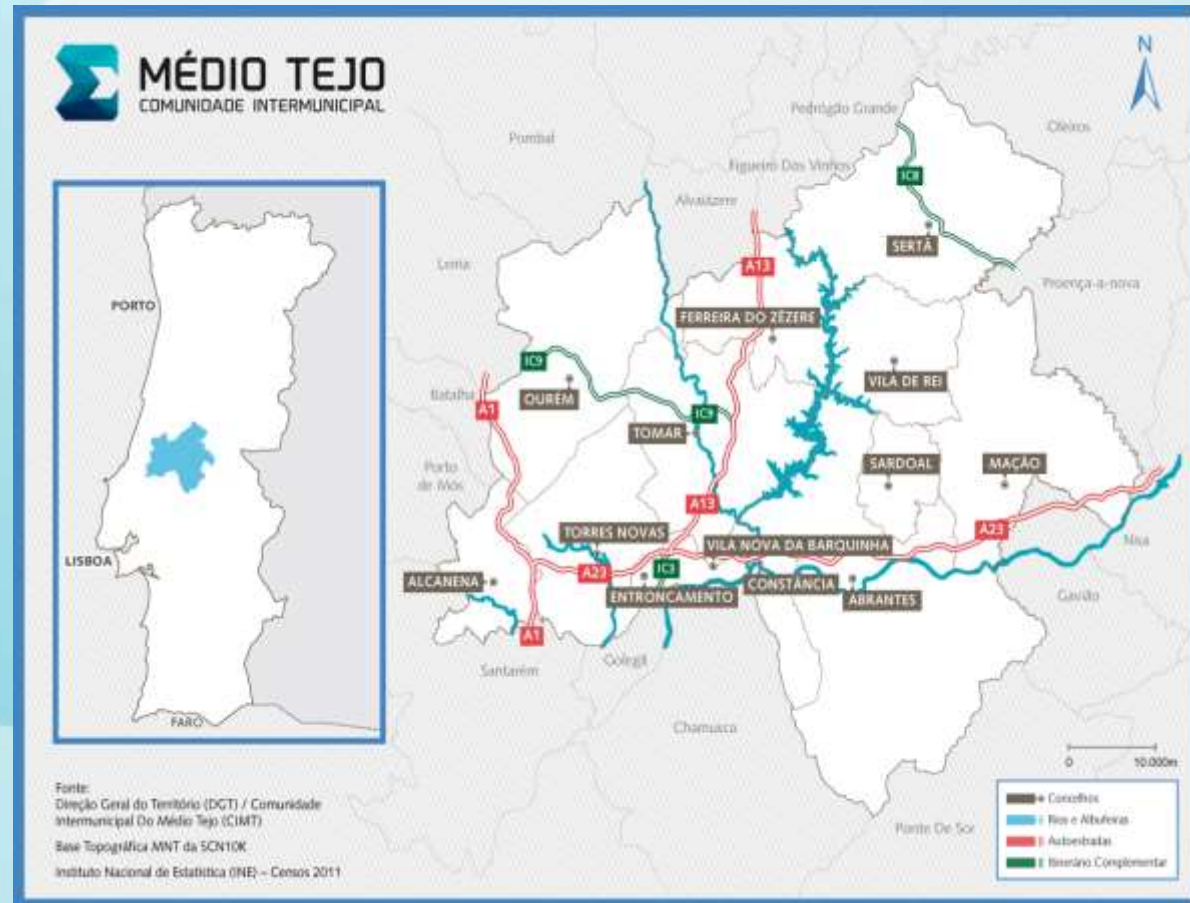 MÉDIO TEJO
COMUNIDADE INTERMUNICIPAL
N
Pedrógão Grande
Oleiros
Pombal
Figueiro Dos Vinhos
Alvaiázere
IC8
SERTÃ
Leiria
A13
Proença-a-nova
PORTO
FERREIRA DO ZÊZERE
IC9
VILA DE REI
OURÉM
Batalha
A1
IC9
TOMAR
SARDOAL
MAÇÃO
Porto
de Mós
A13
A23
TORRES NOVAS
VILA NOVA DA BARQUINHA
Nisa
LISBOA
IC3
A23
ALCANENA
CONSTÂNCIA
ENTRONCAMENTO
ABRANTES
Gavião
A1
Golegã
Santarém
FARO
Chamusca
0
10.000m
Fonte:
Direção Geral do Território (DGT) / Comunidade
Intermunicipal Do Médio Tejo (CIMT)
Base Topográfica MNT da SCN10K
Instituto Nacional de Estatística (INE) – Censos 2011
Ponte De Sor
Concelhos
Rios e Albufeiras
Autoestradas
Itinerário Complementar